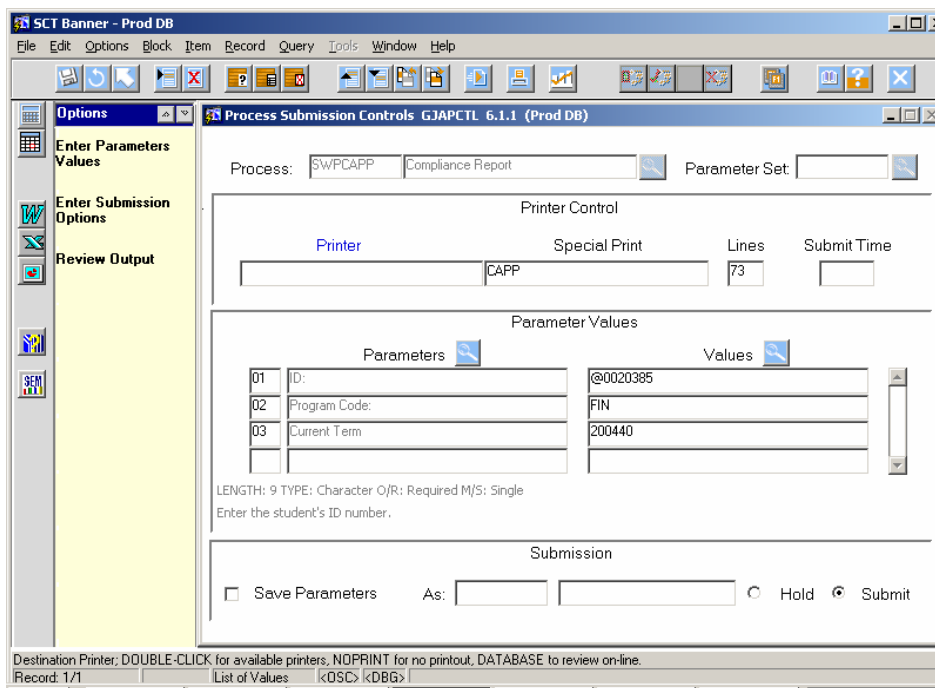 SCT Banner - Prod DB
File Edit Options Block Item Record Query Tools Window Help
Options
Process Submission Controls GJAPCTL 6.1.1 (Prod DB)
Enter Parameters
Values
Process: SWPCAPP Compliance Report Parameter Set:
Enter Submission
Options
Printer Control
Review Output
Printer Special Print Lines Submit Time
CAPP 73
Parameter Values
Parameters Values
01 ID: @0020385
02 Program Code: FIN
03 Current Term 200440
LENGTH: 9 TYPE: Character O/R: Required M/S: Single
Enter the student's ID number.
Submission
Save Parameters As: Hold Submit
Destination Printer; DOUBLE-CLICK for available printers, NOPRINT for no printout, DATABASE to review on-line.
Record: 1/1 List of Values <OSC> <DBG>